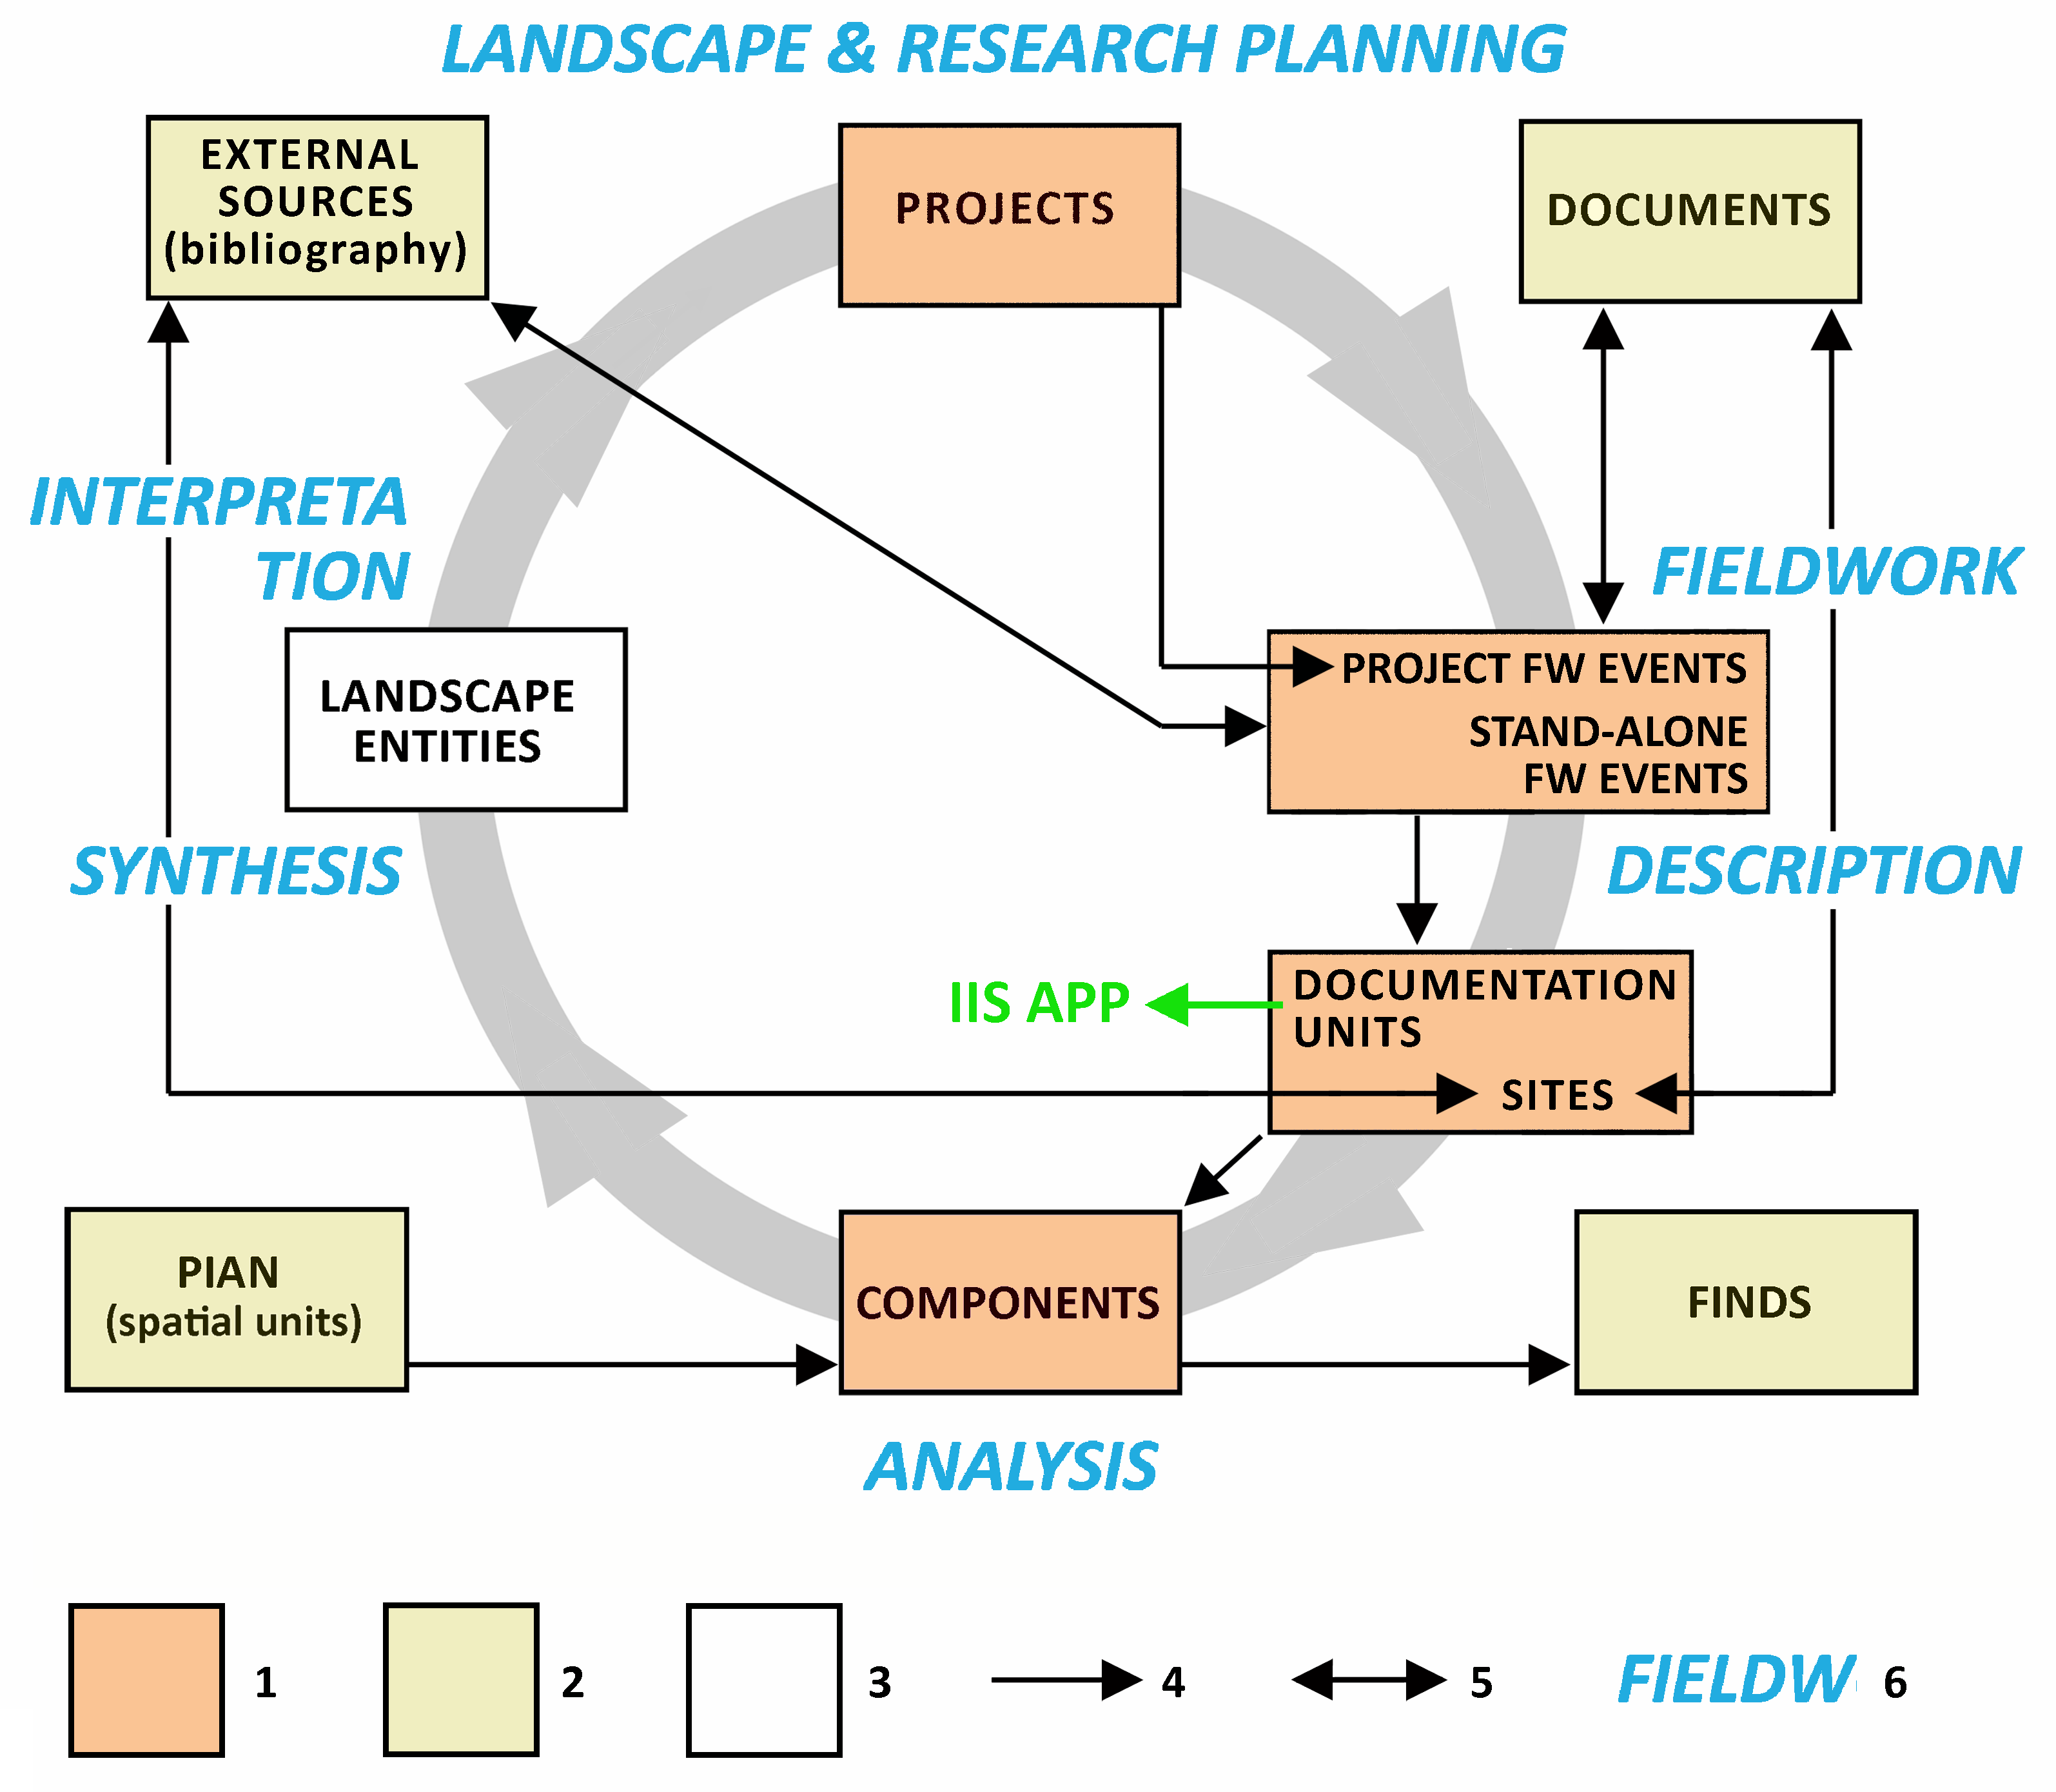 LANDSCAPE & RESEARCH PLANNING
EXTERNAL
SOURCES
(bibliography)
PROJECTS
DOCUMENTS
INTERPRETA
TION
FIELDWORK
LANDSCAPE
ENTITIES
PROJECT FW EVENTS
STAND-ALONE
FW EVENTS
SYNTHESIS
DESCRIPTION
IIS APP
DOCUMENTATION
UNITS
SITES
PIAN
(spatial units)
COMPONENTS
FINDS
ANALYSIS
1
2
3
4
5
FIELDW
6